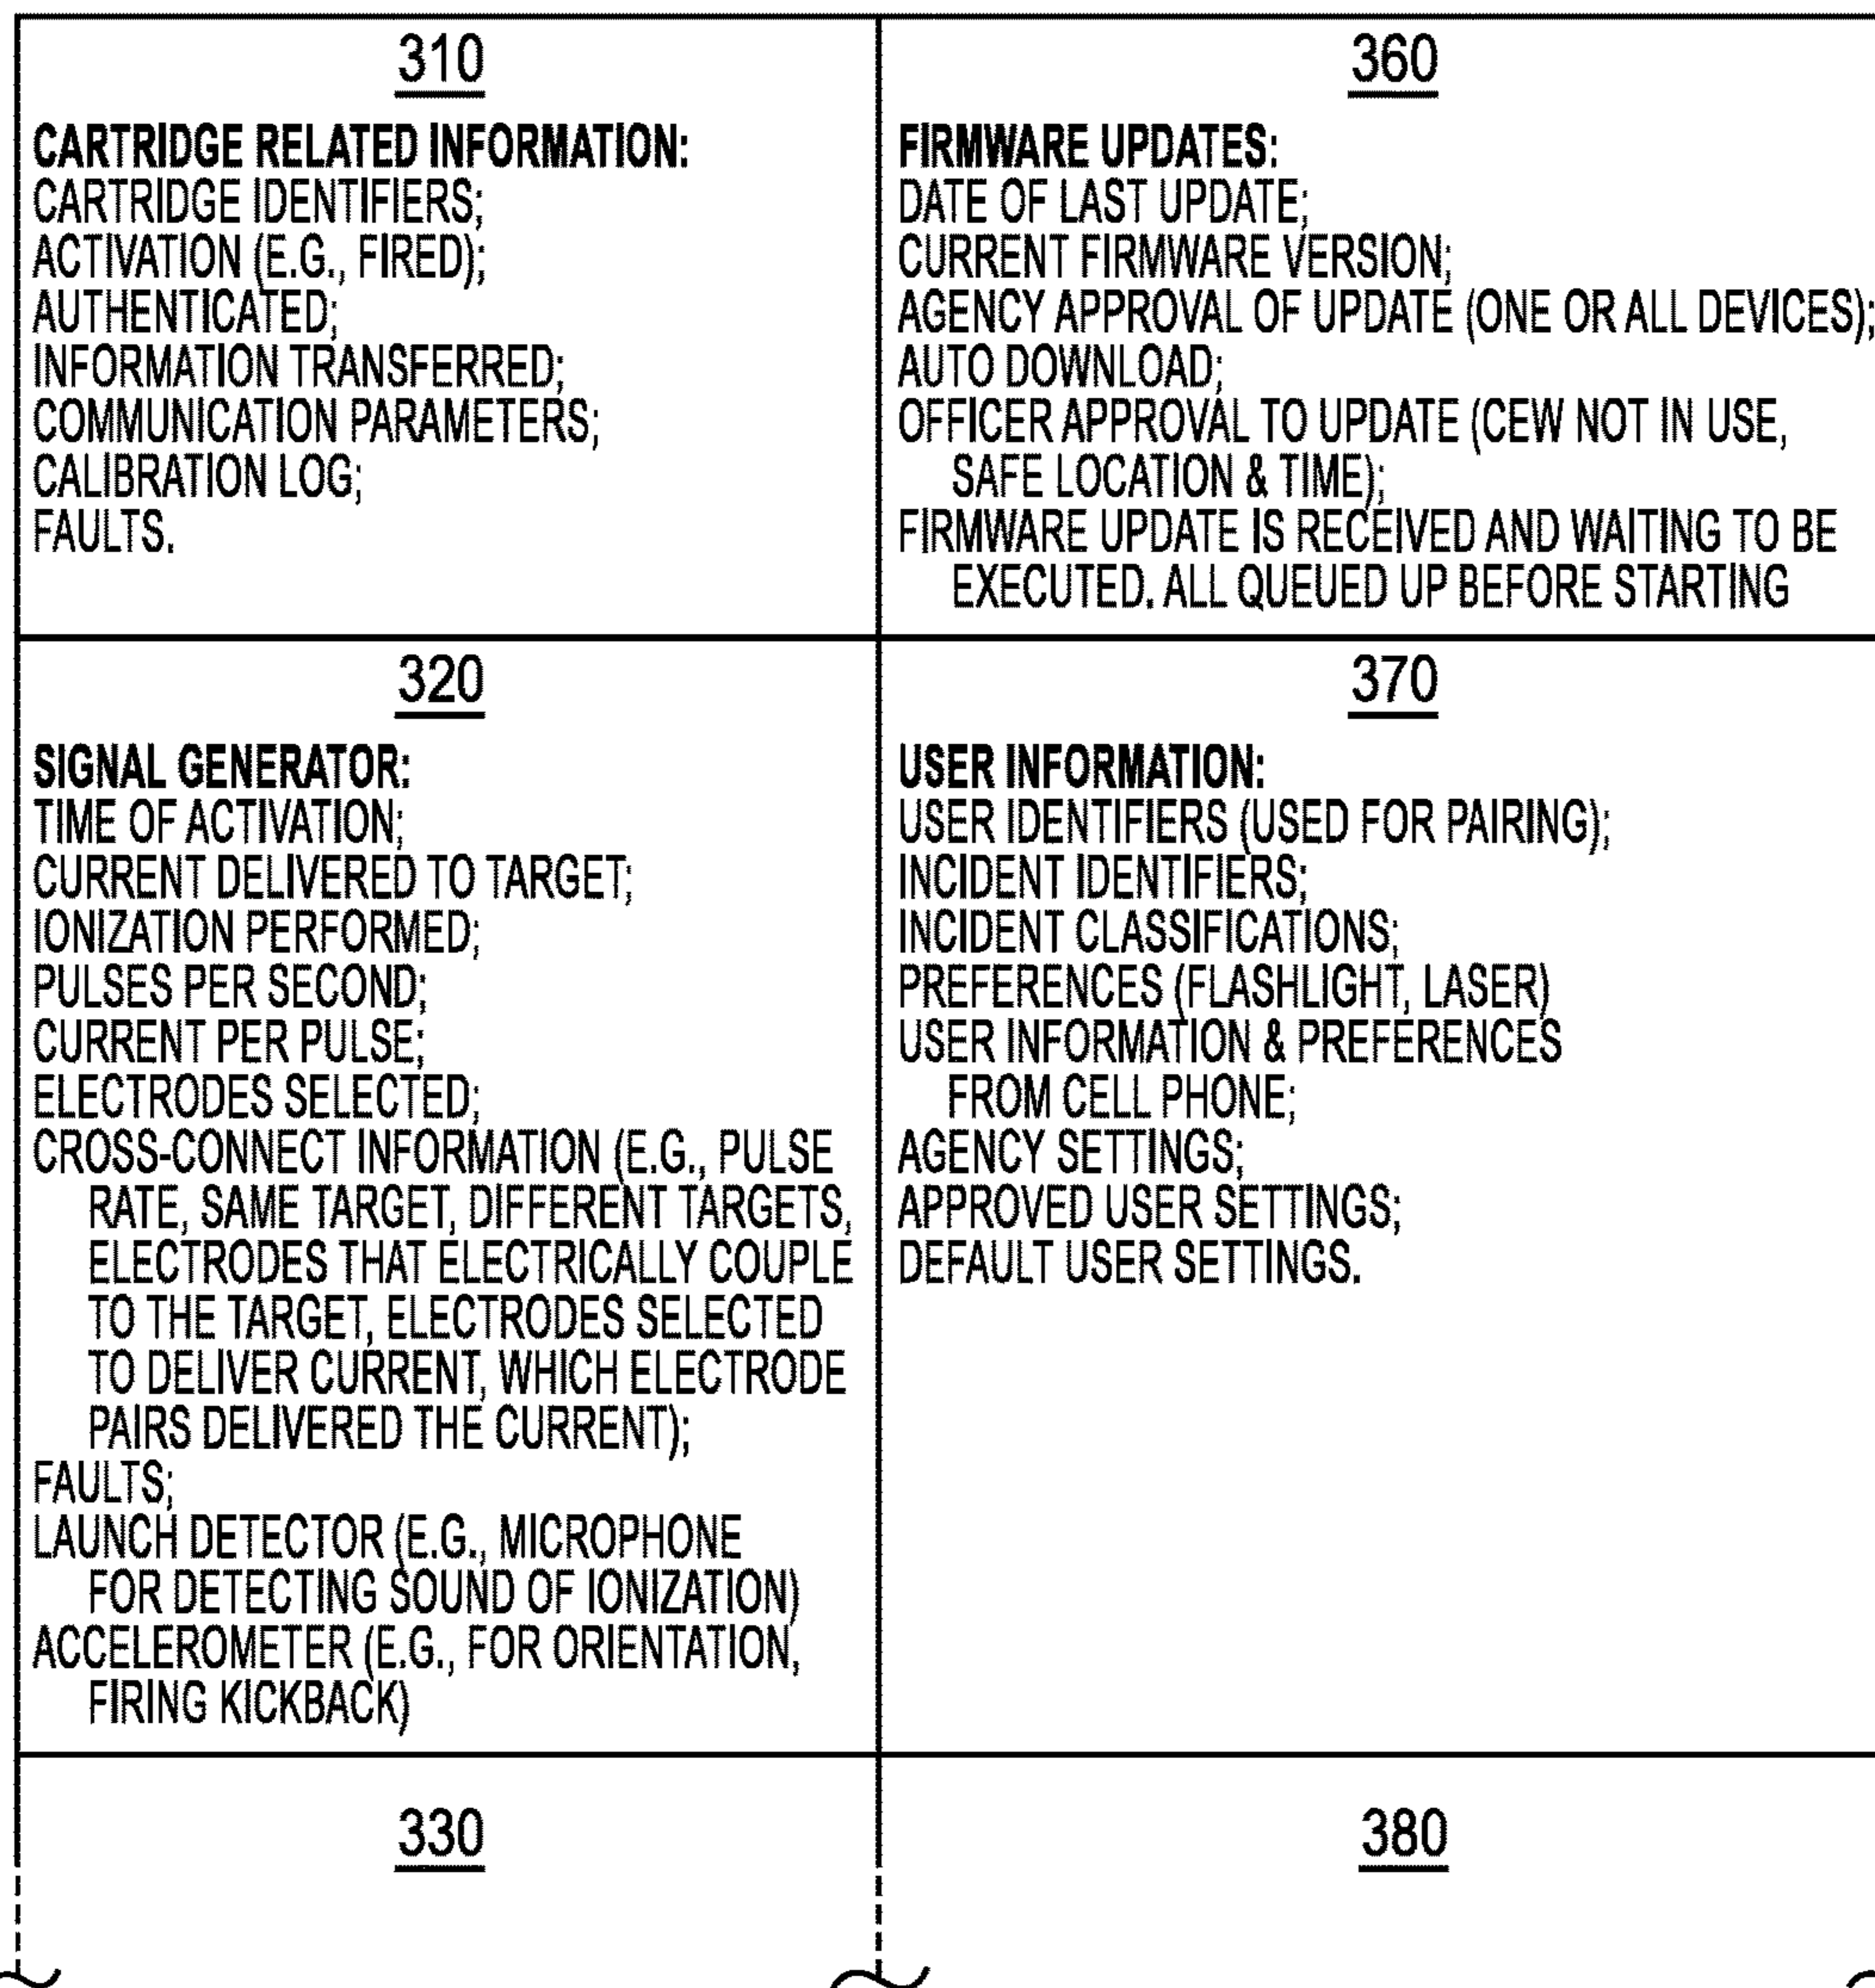 310
CARTRIDGE RELATED INFORMATION:
CARTRIDGE IDENTIFIERS;
ACTIVATION (E.G., FIRED);
AUTHENTICATED;
INFORMATION TRANSFERRED;
COMMUNICATION PARAMETERS;
CALIBRATION LOG;
FAULTS.
360
FIRMWARE UPDATES:
DATE OF LAST UPDATE;
CURRENT FIRMWARE VERSION;
AGENCY APPROVAL OF UPDATE (ONE OR ALL DEVICES);
AUTO DOWNLOAD;
OFFICER APPROVAL TO UPDATE (CEW NOT IN USE,
SAFE LOCATION & TIME);
FIRMWARE UPDATE IS RECEIVED AND WAITING TO BE
EXECUTED. ALL QUEUED UP BEFORE STARTING
320
SIGNAL GENERATOR:
TIME OF ACTIVATION;
CURRENT DELIVERED TO TARGET;
IONIZATION PERFORMED;
PULSES PER SECOND;
CURRENT PER PULSE;
ELECTRODES SELECTED;
CROSS-CONNECT INFORMATION (E.G., PULSE
RATE, SAME TARGET, DIFFERENT TARGETS,
ELECTRODES THAT ELECTRICALLY COUPLE
TO THE TARGET, ELECTRODES SELECTED
TO DELIVER CURRENT, WHICH ELECTRODE
PAIRS DELIVERED THE CURRENT);
FAULTS;
LAUNCH DETECTOR (E.G., MICROPHONE
FOR DETECTING SOUND OF IONIZATION)
ACCELEROMETER (E.G., FOR ORIENTATION,
FIRING KICKBACK)
370
USER INFORMATION:
USER IDENTIFIERS (USED FOR PAIRING);
INCIDENT IDENTIFIERS;
INCIDENT CLASSIFICATIONS;
PREFERENCES (FLASHLIGHT, LASER)
USER INFORMATION & PREFERENCES
FROM CELL PHONE;
AGENCY SETTINGS;
APPROVED USER SETTINGS;
DEFAULT USER SETTINGS.
330
380